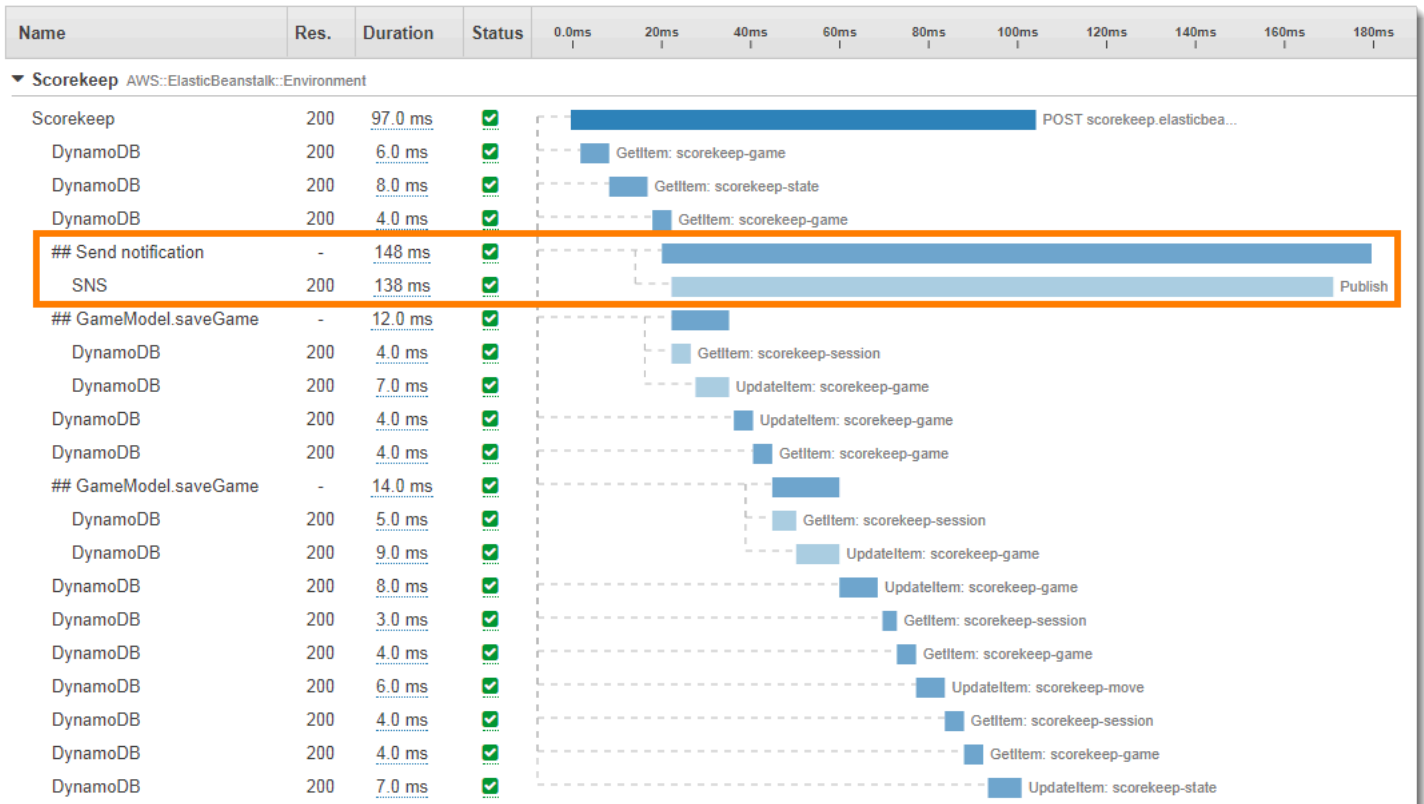 Name Res. Duration Status 0.0ms 20ms 40ms 60ms 80ms 100ms 120ms 140ms 160ms 180ms
Scorekeep AWS::ElasticBeanstalk::Environment
Scorekeep 200 97.0 ms POST scorekeep.elasticbea...
DynamoDB 200 6.0 ms GetItem: scorekeep-game
DynamoDB 200 8.0 ms GetItem: scorekeep-state
DynamoDB 200 4.0 ms GetItem: scorekeep-game
## Send notification - 148 ms
SNS 200 138 ms Publish
## GameModel.saveGame - 12.0 ms
DynamoDB 200 4.0 ms GetItem: scorekeep-session
DynamoDB 200 7.0 ms UpdateItem: scorekeep-game
DynamoDB 200 4.0 ms UpdateItem: scorekeep-game
DynamoDB 200 4.0 ms GetItem: scorekeep-game
## GameModel.saveGame - 14.0 ms
DynamoDB 200 5.0 ms GetItem: scorekeep-session
DynamoDB 200 9.0 ms UpdateItem: scorekeep-game
DynamoDB 200 8.0 ms UpdateItem: scorekeep-game
DynamoDB 200 3.0 ms GetItem: scorekeep-session
DynamoDB 200 4.0 ms GetItem: scorekeep-game
DynamoDB 200 6.0 ms UpdateItem: scorekeep-move
DynamoDB 200 4.0 ms GetItem: scorekeep-session
DynamoDB 200 4.0 ms GetItem: scorekeep-game
DynamoDB 200 7.0 ms UpdateItem: scorekeep-state